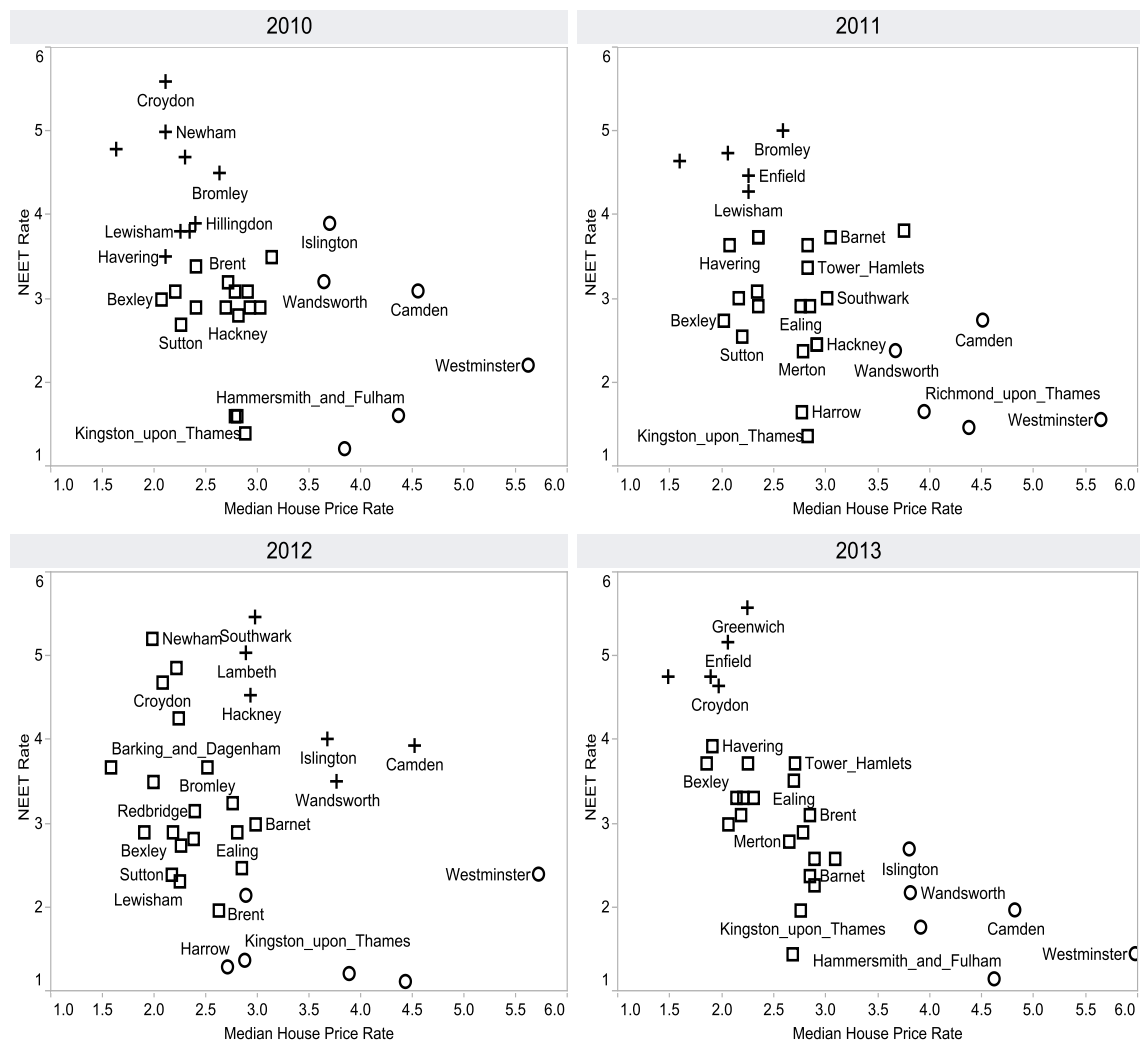 2010
6
5
4
3
2
1
NEET Rate
Croydon
Newham
Bromley
Lewisham
Hillingdon
Islington
Havering
Brent
Bexley
Wandsworth
Camden
Sutton
Hackney
Westminster
Hammersmith_and_Fulham
Kingston_upon_Thames
1.0 1.5 2.0 2.5 3.0 3.5 4.0 4.5 5.0 5.5 6.0
Median House Price Rate
2011
6
5
4
3
2
1
NEET Rate
Bromley
Enfield
Lewisham
Barnet
Havering
Tower_Hamlets
Southwark
Bexley
Ealing
Camden
Sutton
Hackney
Merton
Wandsworth
Richmond_upon_Thames
Harrow
Westminster
Kingston_upon_Thames
1.0 1.5 2.0 2.5 3.0 3.5 4.0 4.5 5.0 5.5 6.0
Median House Price Rate
2012
6
5
4
3
2
1
NEET Rate
Newham
Southwark
Lambeth
Croydon
Hackney
Barking_and_Dagenham
Islington
Camden
Bromley
Wandsworth
Redbridge
Barnet
Bexley
Ealing
Sutton
Westminster
Lewisham
Brent
Harrow
Kingston_upon_Thames
1.0 1.5 2.0 2.5 3.0 3.5 4.0 4.5 5.0 5.5 6.0
Median House Price Rate
2013
6
5
4
3
2
1
NEET Rate
Greenwich
Enfield
Croydon
Havering
Tower_Hamlets
Bexley
Ealing
Brent
Merton
Islington
Barnet
Wandsworth
Kingston_upon_Thames
Camden
Westminster
Hammersmith_and_Fulham
1.0 1.5 2.0 2.5 3.0 3.5 4.0 4.5 5.0 5.5 6.0
Median House Price Rate